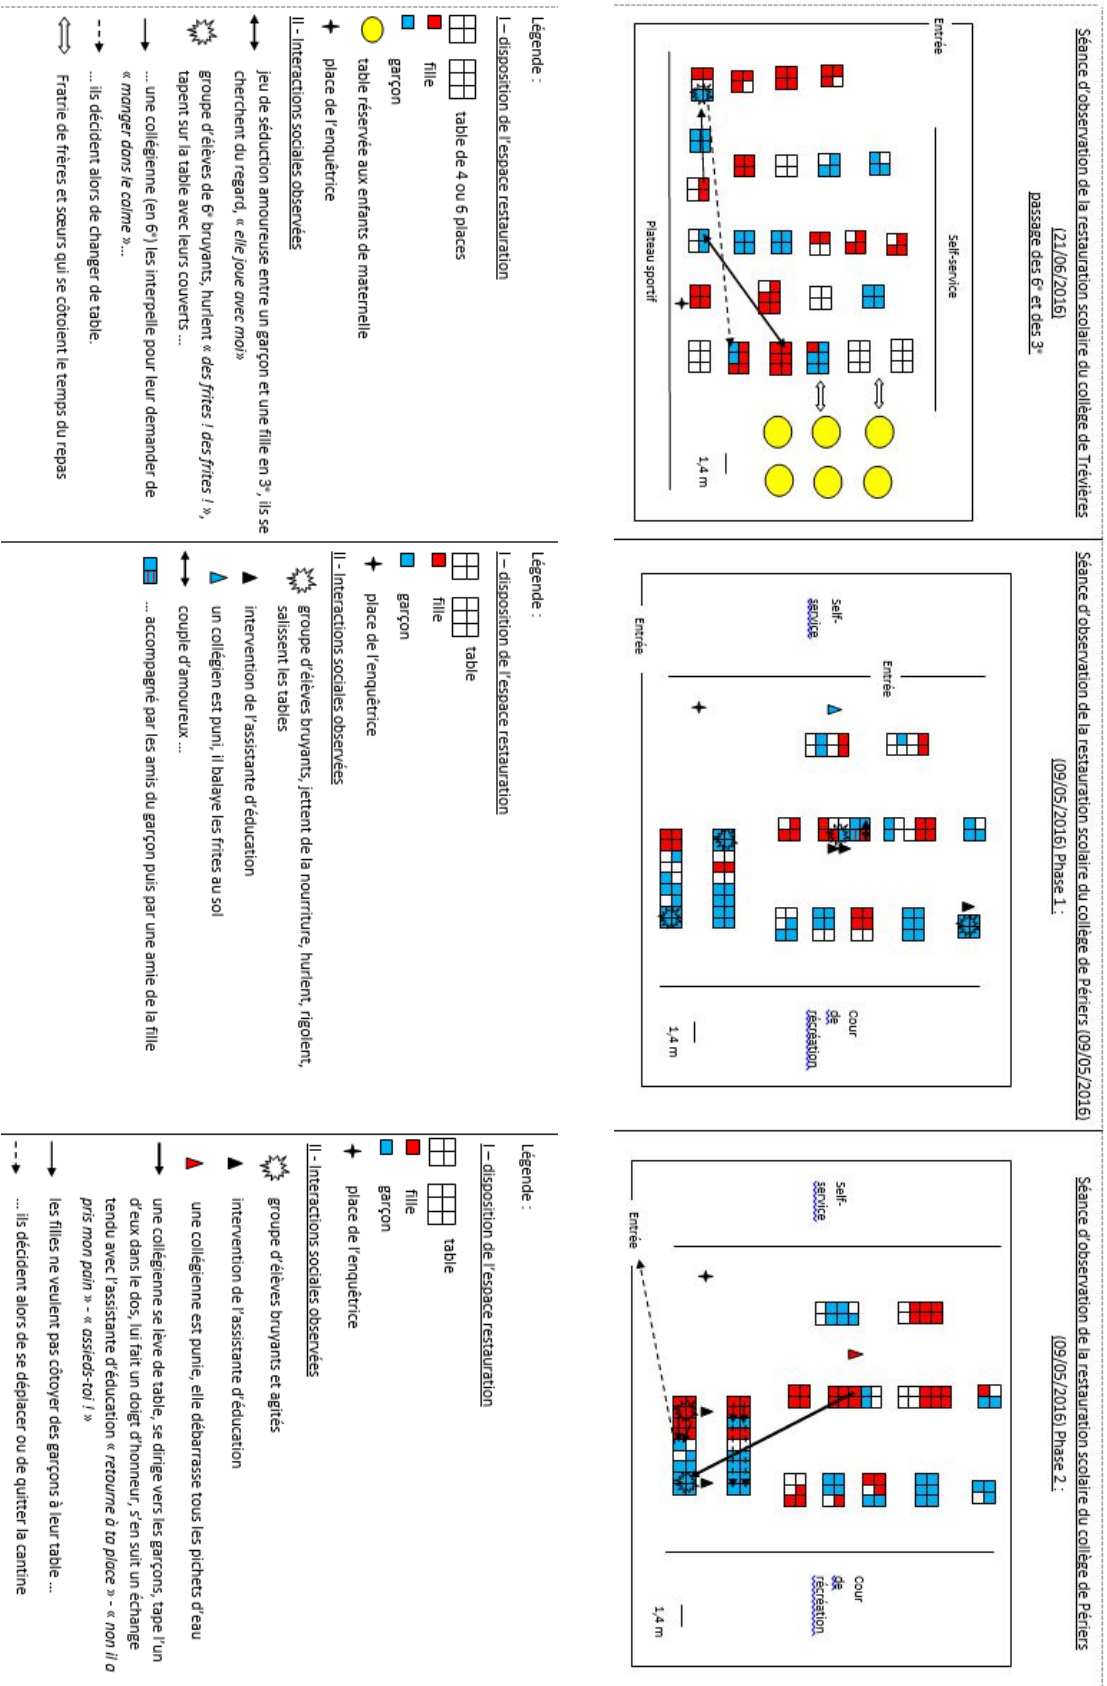 Séance d'observation de la restauration scolaire du collège de Trévières
(21/06/2016)
passage des 6e et des 3e
Entrée
Self-service
Plateau sportif
1,4 m
Légende :
I – disposition de l'espace restauration
table de 4 ou 6 places
fille
garçon
table réservée aux enfants de maternelle
place de l'enquêtrice
II - Interactions sociales observées
jeu de séduction amoureuse entre un garçon et une fille en 3e, ils se
cherchent du regard, « elle joue avec moi»
groupe d'élèves de 6e bruyants, hurlent « des frites ! des frites ! »,
tapent sur la table avec leurs couverts ...
... une collégienne (en 6e) les interpelle pour leur demander de
« manger dans le calme »...
... ils décident alors de changer de table.
Fratrie de frères et sœurs qui se côtoient le temps du repas
Séance d'observation de la restauration scolaire du collège de Périers (09/05/2016)
(09/05/2016) Phase 1 :
Self-
service
Entrée
Entrée
Cour
de
récréation
1,4 m
Légende :
I – disposition de l'espace restauration
table
fille
garçon
place de l'enquêtrice
II - Interactions sociales observées
groupe d'élèves bruyants, jettent de la nourriture, hurlent, rigolent,
salissent les tables
intervention de l'assistante d'éducation
un collégien est puni, il balaye les frites au sol
couple d'amoureux ...
... accompagné par les amis du garçon puis par une amie de la fille
Séance d'observation de la restauration scolaire du collège de Périers
(09/05/2016) Phase 2 :
Self-
service
Entrée
Cour
de
récréation
1,4 m
Légende :
I – disposition de l'espace restauration
table
fille
garçon
place de l'enquêtrice
II - Interactions sociales observées
groupe d'élèves bruyants et agités
intervention de l'assistante d'éducation
une collégienne est punie, elle débarrasse tous les pichets d'eau
une collégienne se lève de table, se dirige vers les garçons, tape l'un
d'eux dans le dos, lui fait un doigt d'honneur, s'en suit un échange
tendu avec l'assistante d'éducation « retourne à ta place » - « non il a
pris mon pain » - « assieds-toi ! »
les filles ne veulent pas côtoyer des garçons à leur table ...
... ils décident alors de se déplacer ou de quitter la cantine